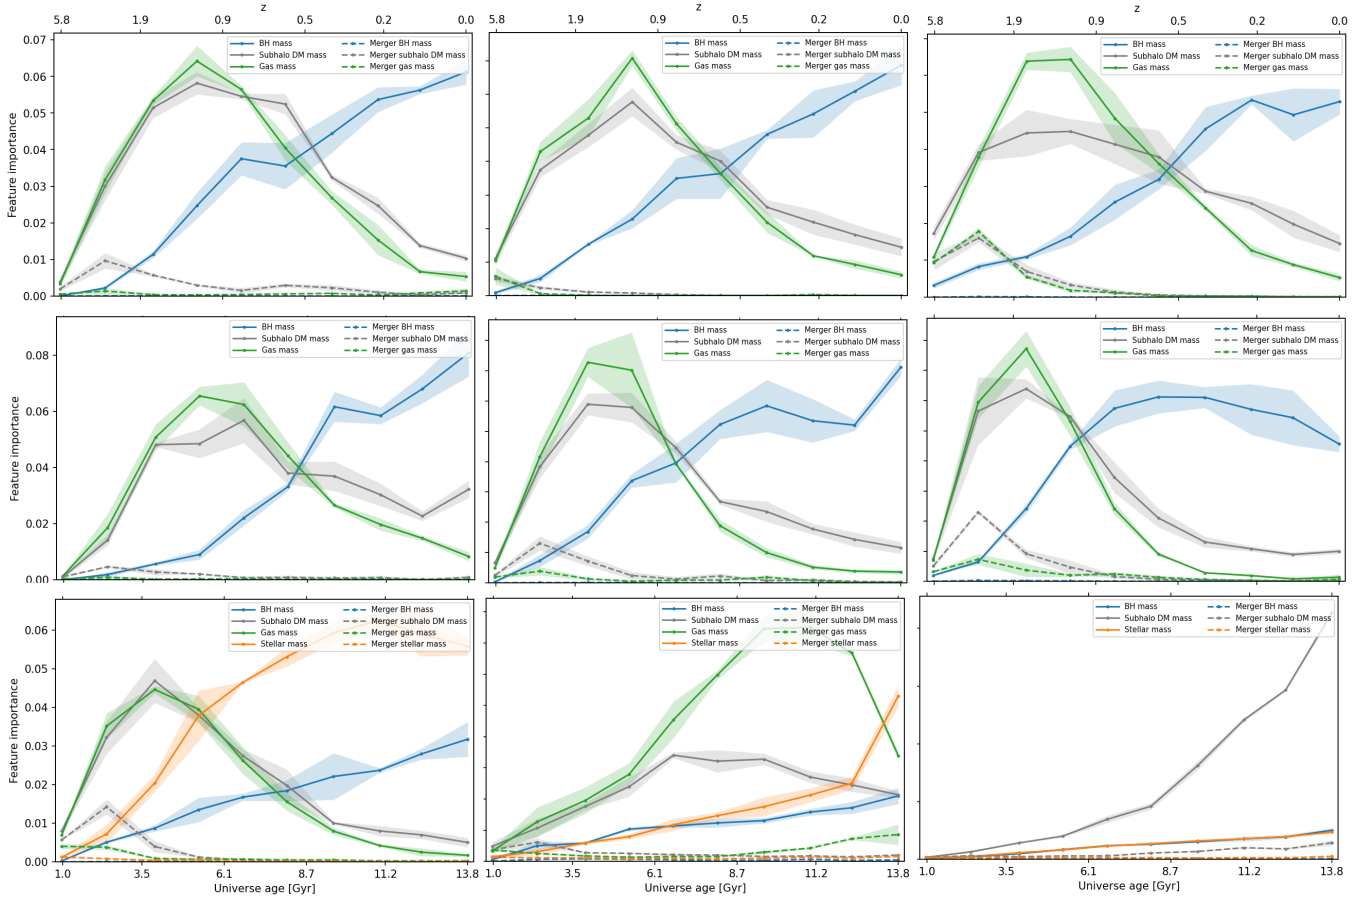 z z z
5.8 1.9 0.9 0.5 0.2 0.0 5.8 1.9 0.9 0.5 0.2 0.0 5.8 1.9 0.9 0.5 0.2 0.0
BH mass Merger BH mass
Subhalo DM mass Merger subhalo DM mass
Gas mass Merger gas mass
BH mass Merger BH mass
Subhalo DM mass Merger subhalo DM mass
Gas mass Merger gas mass
BH mass Merger BH mass
Subhalo DM mass Merger subhalo DM mass
Gas mass Merger gas mass
0.07
0.06
0.05
0.04
0.03
0.02
0.01
0.00
Feature importance
BH mass Merger BH mass
Subhalo DM mass Merger subhalo DM mass
Gas mass Merger gas mass
BH mass Merger BH mass
Subhalo DM mass Merger subhalo DM mass
Gas mass Merger gas mass
BH mass Merger BH mass
Subhalo DM mass Merger subhalo DM mass
Gas mass Merger gas mass
0.08
0.06
0.04
0.02
0.00
Feature importance
BH mass Merger BH mass
Subhalo DM mass Merger subhalo DM mass
Gas mass Merger gas mass
Stellar mass Merger stellar mass
BH mass Merger BH mass
Subhalo DM mass Merger subhalo DM mass
Gas mass Merger gas mass
Stellar mass Merger stellar mass
BH mass Merger BH mass
Subhalo DM mass Merger subhalo DM mass
Stellar mass Merger stellar mass
0.06
0.05
0.04
0.03
0.02
0.01
0.00
Feature importance
1.0 3.5 6.1 8.7 11.2 13.8 1.0 3.5 6.1 8.7 11.2 13.8 1.0 3.5 6.1 8.7 11.2 13.8
Universe age [Gyr] Universe age [Gyr] Universe age [Gyr]